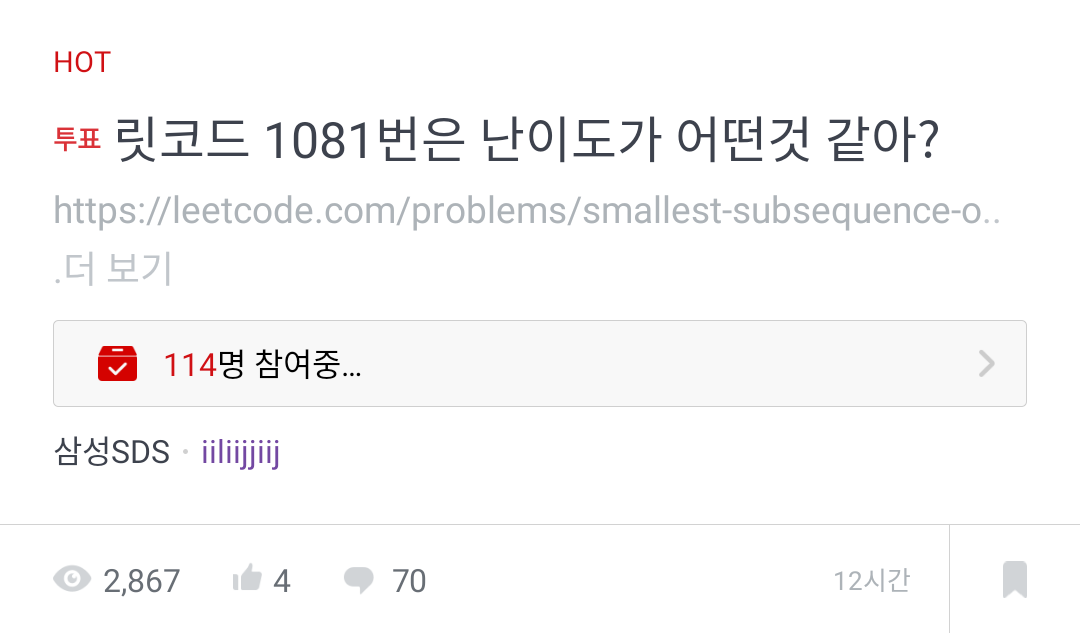 HOT
투표 릿코드 1081번은 난이도가 어떤것 같아?
https://leetcode.com/problems/smallest-subsequence-o..
.더 보기
114명 참여중...
삼성SDS · iiliijjiij
2,867 4 70 12시간